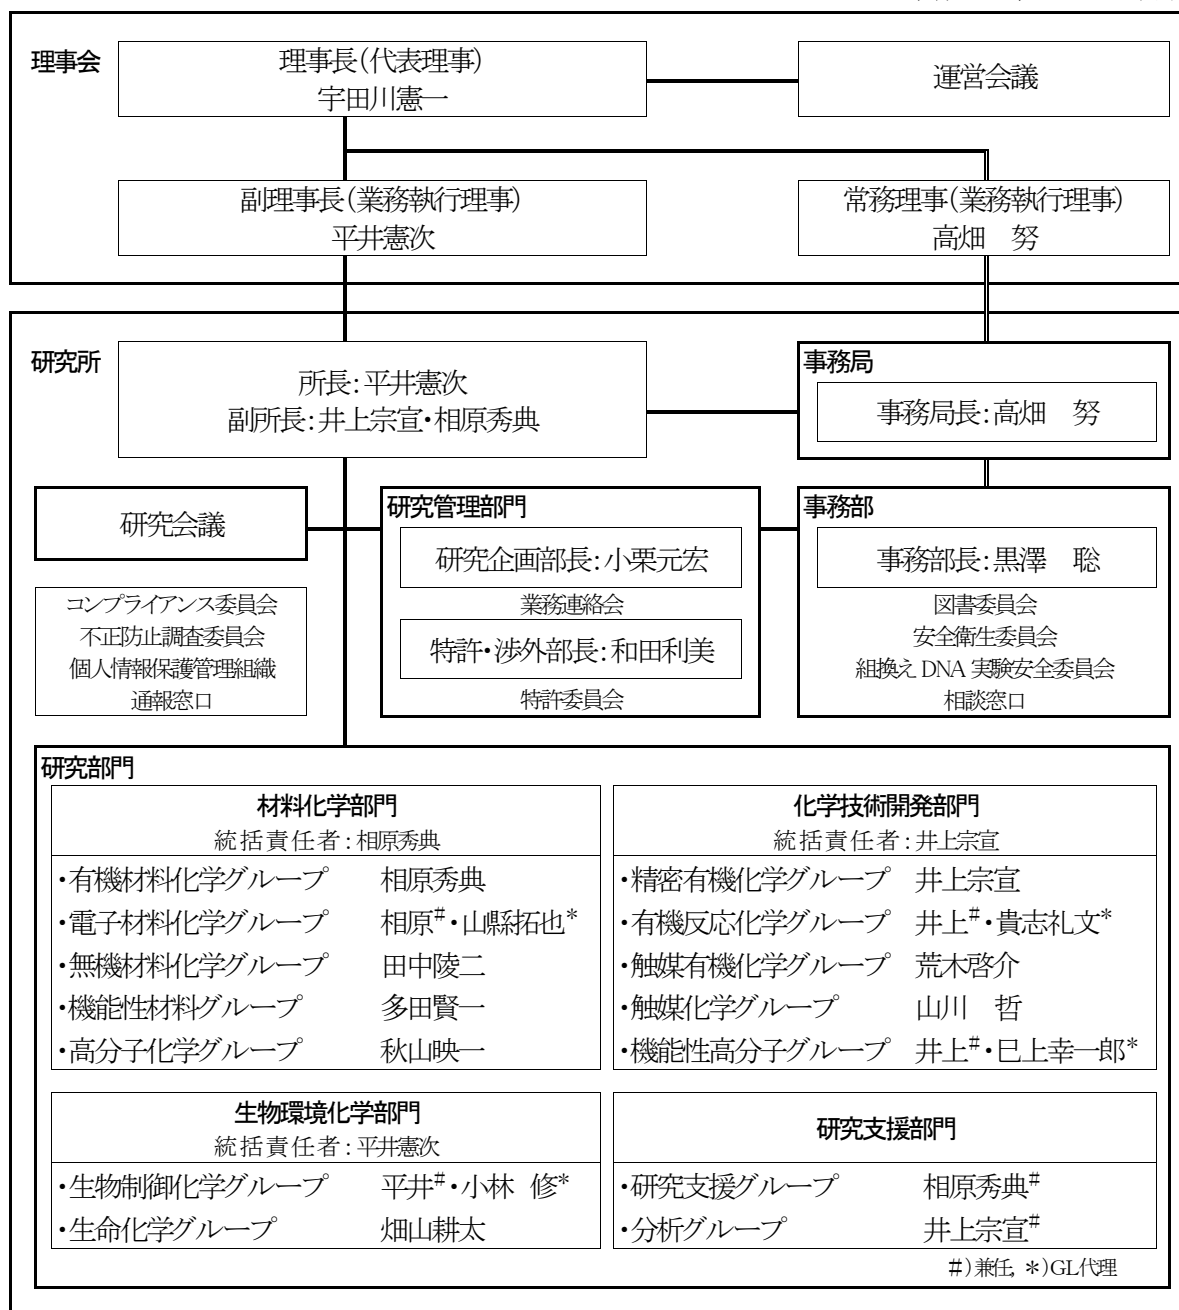 理事会
理事長(代表理事)
宇田川憲一
運営会議
副理事長(業務執行理事)
平井憲次
常務理事(業務執行理事)
高畑　努
研究所
所長:平井憲次
副所長:井上宗宣・相原秀典
事務局
事務局長:高畑　努
研究会議
研究管理部門
研究企画部長:小栗元宏
業務連絡会
特許・渉外部長:和田利美
特許委員会
事務部
事務部長:黒澤　聡
図書委員会
安全衛生委員会
組換え DNA 実験安全委員会
相談窓口
コンプライアンス委員会
不正防止調査委員会
個人情報保護管理組織
通報窓口
研究部門
材料化学部門
統括責任者:相原秀典
・有機材料化学グループ　相原秀典
・電子材料化学グループ　相原#・山縣拓也*
・無機材料化学グループ　田中陵二
・機能性材料グループ　多田賢一
・高分子化学グループ　秋山映一
化学技術開発部門
統括責任者:井上宗宣
・精密有機化学グループ　井上宗宣
・有機反応化学グループ　井上#・貴志礼文*
・触媒有機化学グループ　荒木啓介
・触媒化学グループ　山川　哲
・機能性高分子グループ　井上#・巳上幸一郎*
生物環境化学部門
統括責任者:平井憲次
・生物制御化学グループ　平井#・小林 修*
・生命化学グループ　畑山耕太
研究支援部門
・研究支援グループ　相原秀典#
・分析グループ　井上宗宣#
#)兼任, *)GL代理